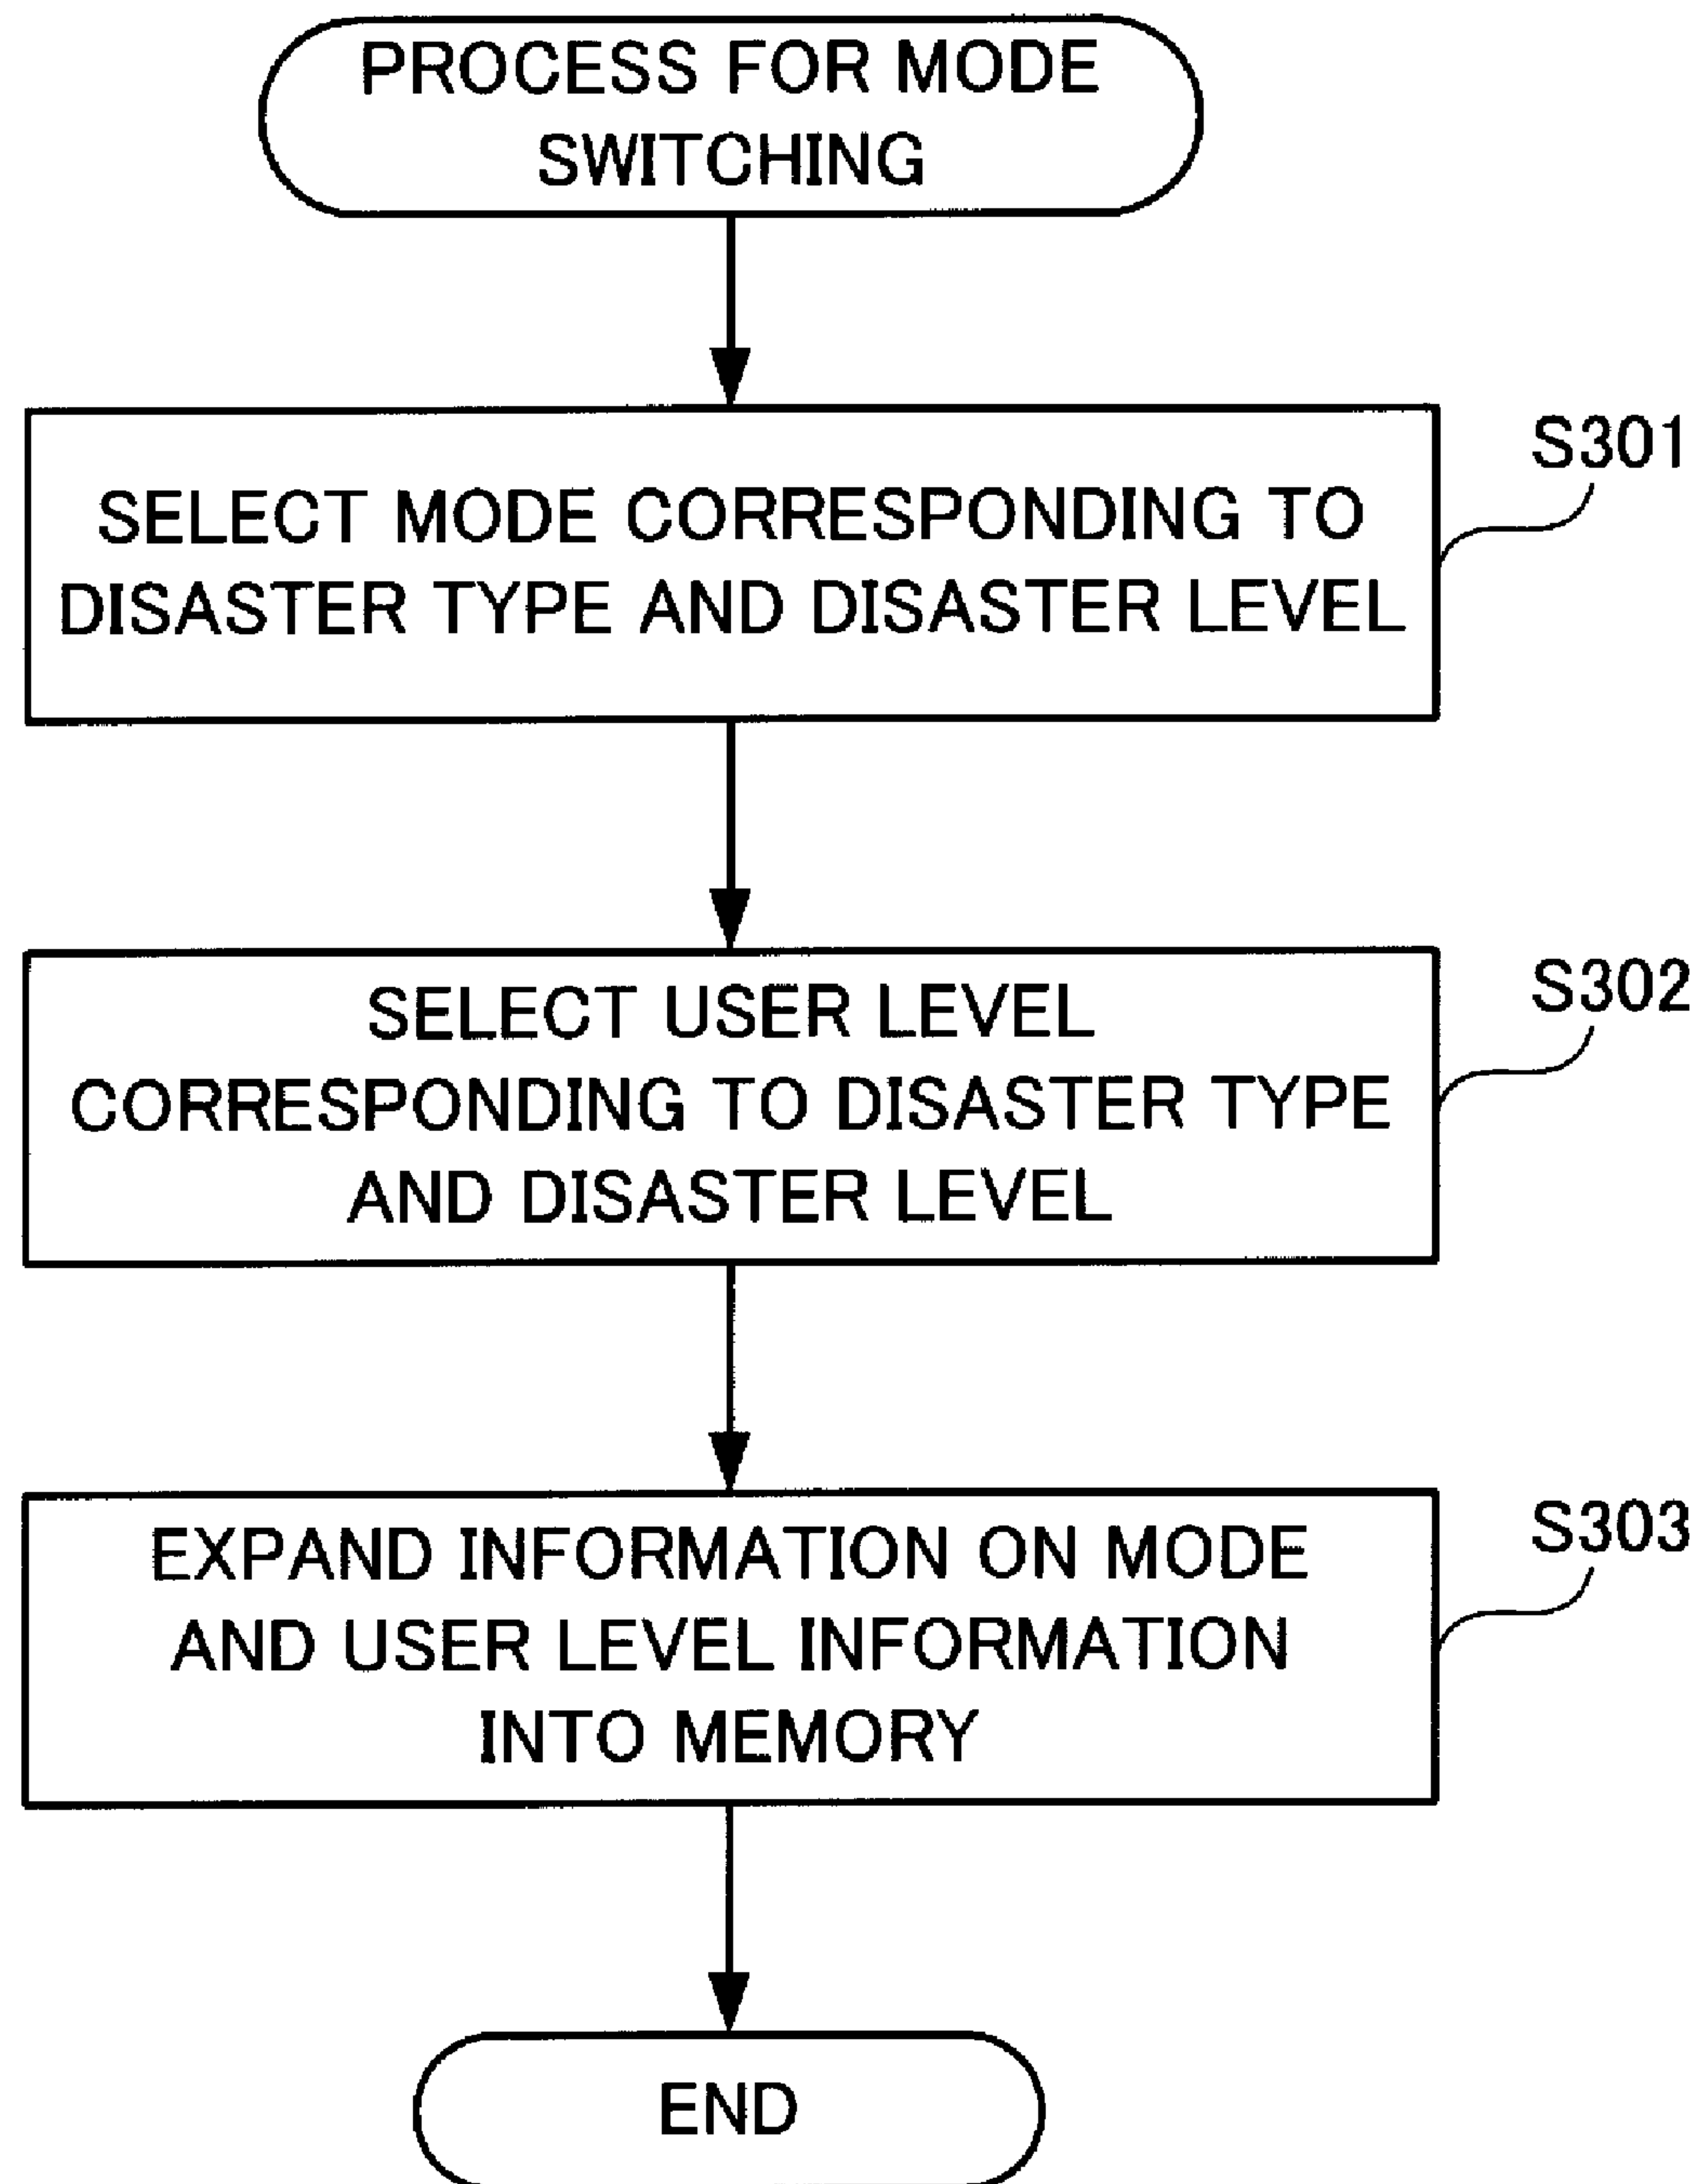 PROCESS FOR MODE
SWITCHING
S301
SELECT MODE CORRESPONDING TO
DISASTER TYPE AND DISASTER LEVEL
S302
SELECT USER LEVEL
CORRESPONDING TO DISASTER TYPE
AND DISASTER LEVEL
S303
EXPAND INFORMATION ON MODE
AND USER LEVEL INFORMATION
INTO MEMORY
END